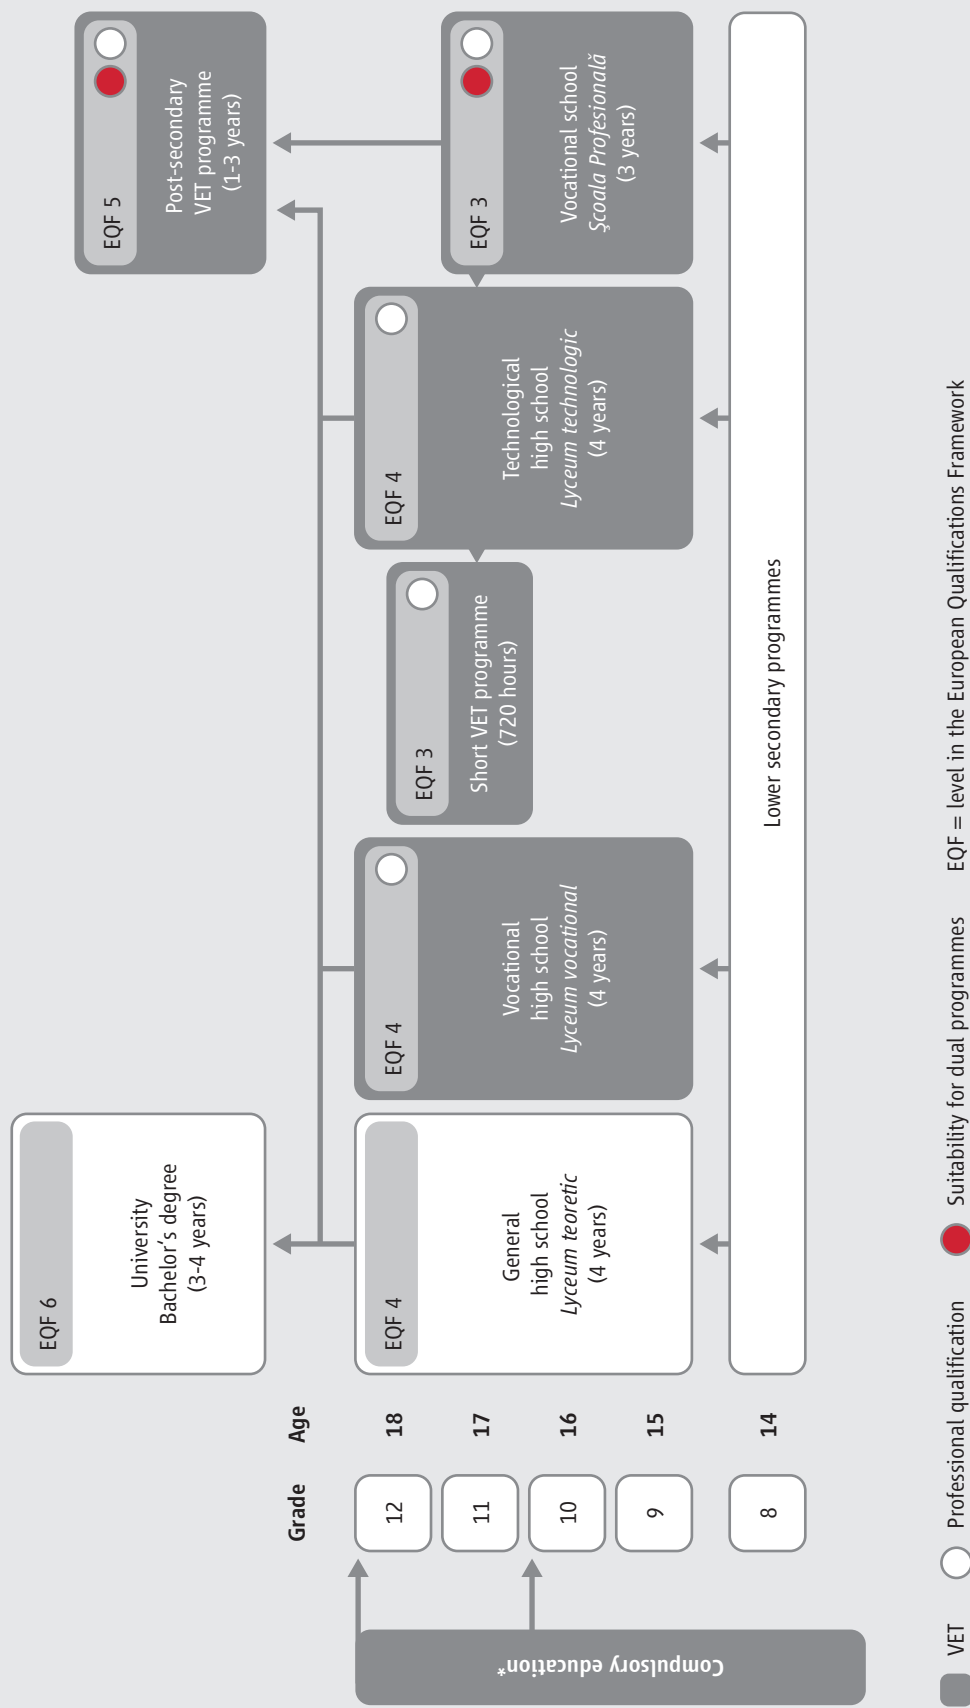 EQF 6
University
Bachelor's degree
(3-4 years)
EQF 5
Post-secondary
VET programme
(1-3 years)
Grade
Age
12
18
11
17
10
16
9
15
8
14
Compulsory education*
EQF 4
General
high school
Lyceum teoretic
(4 years)
EQF 4
Vocational
high school
Lyceum vocational
(4 years)
EQF 3
Short VET programme
(720 hours)
EQF 4
Technological
high school
Lyceum technologic
(4 years)
EQF 3
Vocational school
Şcoala Profesională
(3 years)
Lower secondary programmes
VET
Professional qualification
Suitability for dual programmes
EQF = level in the European Qualifications Framework